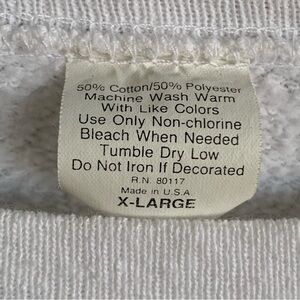 50% Cotton/50% Polyester
Machine Wash Warm
With Like Colors
Use Only Non-chlorine
Bleach When Needed
Tumble Dry Low
Do Not Iron If Decorated
R.N. 80117
Made in U.S.A.
X-LARGE